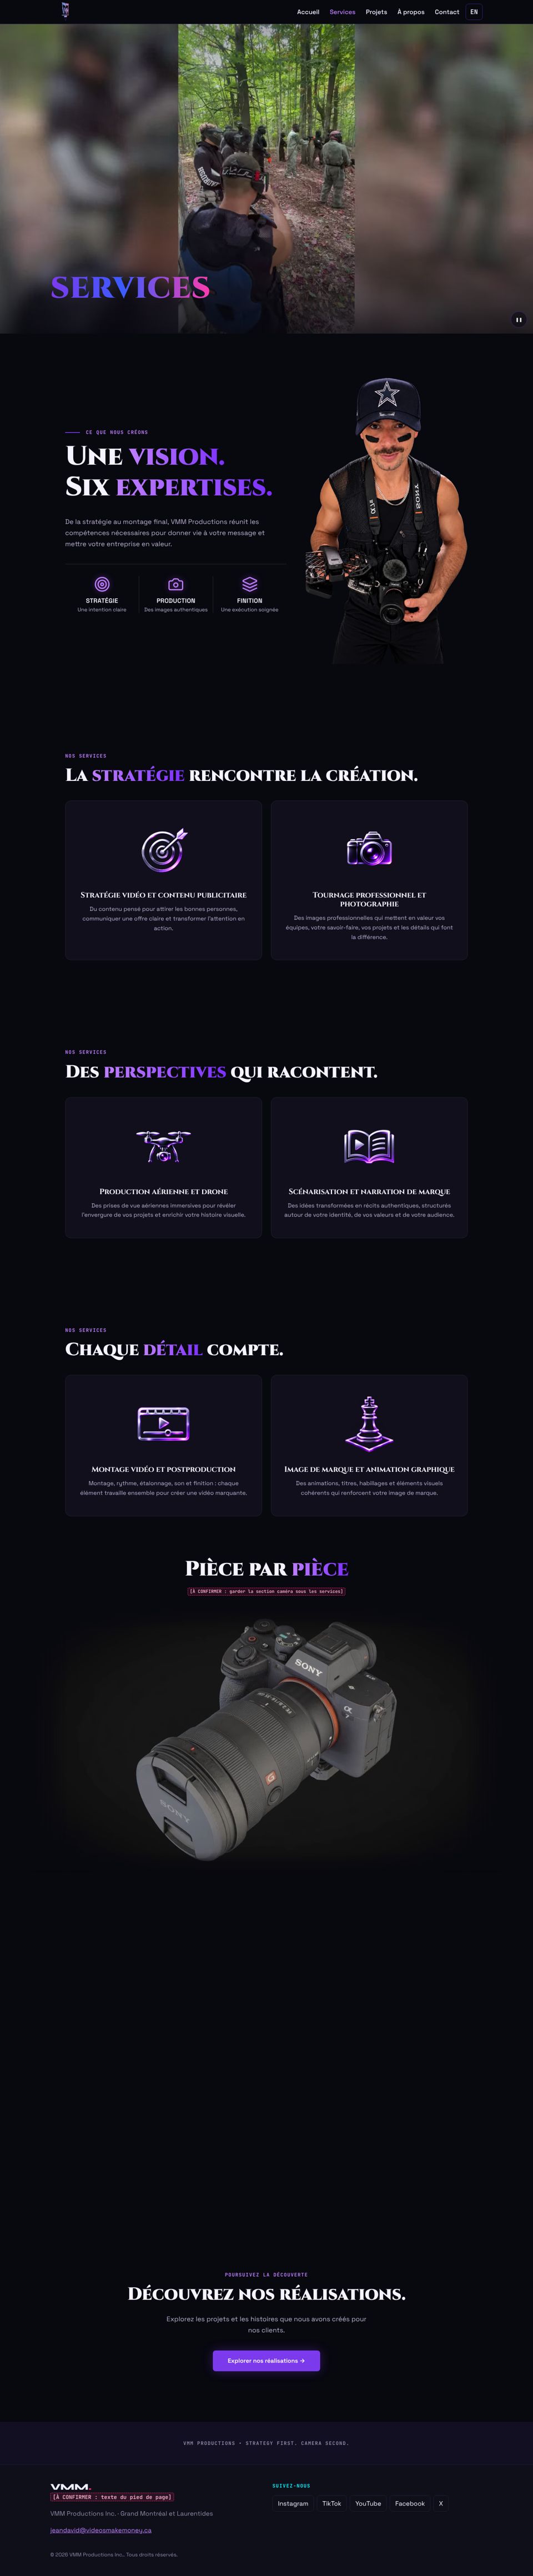 Accueil Services Projets À propos Contact EN
SERVICES
CE QUE NOUS CRÉONS
UNE VISION.
SIX EXPERTISES.
De la stratégie au montage final, VMM Productions réunit les
compétences nécessaires pour donner vie à votre message et
mettre votre entreprise en valeur.
STRATÉGIE
Une intention claire
PRODUCTION
Des images authentiques
FINITION
Une exécution soignée
NOS SERVICES
LA STRATÉGIE RENCONTRE LA CRÉATION.
STRATÉGIE VIDÉO ET CONTENU PUBLICITAIRE
Du contenu pensé pour attirer les bonnes personnes,
communiquer une offre claire et transformer l'attention en
action.
TOURNAGE PROFESSIONNEL ET
PHOTOGRAPHIE
Des images professionnelles qui mettent en valeur vos
équipes, votre savoir-faire, vos projets et les détails qui font
la différence.
NOS SERVICES
DES PERSPECTIVES QUI RACONTENT.
PRODUCTION AÉRIENNE ET DRONE
Des prises de vue aériennes immersives pour révéler
l'envergure de vos projets et enrichir votre histoire visuelle.
SCÉNARISATION ET NARRATION DE MARQUE
Des idées transformées en récits authentiques, structurés
autour de votre identité, de vos valeurs et de votre audience.
NOS SERVICES
CHAQUE DÉTAIL COMPTE.
MONTAGE VIDÉO ET POSTPRODUCTION
Montage, rythme, étalonnage, son et finition : chaque
élément travaille ensemble pour créer une vidéo marquante.
IMAGE DE MARQUE ET ANIMATION GRAPHIQUE
Des animations, titres, habillages et éléments visuels
cohérents qui renforcent votre image de marque.
PIÈCE PAR PIÈCE
[À CONFIRMER : garder la section caméra sous les services]
SONY
α
7
G
SONY
POURSUIVEZ LA DÉCOUVERTE
DÉCOUVREZ NOS RÉALISATIONS.
Explorez les projets et les histoires que nous avons créés pour
nos clients.
Explorer nos réalisations →
VMM PRODUCTIONS • STRATEGY FIRST. CAMERA SECOND.
VMM.
[À CONFIRMER : texte du pied de page]
VMM Productions Inc. · Grand Montréal et Laurentides
jeandavid@videosmakemoney.ca
© 2026 VMM Productions Inc.. Tous droits réservés.
SUIVEZ-NOUS
Instagram TikTok YouTube Facebook X